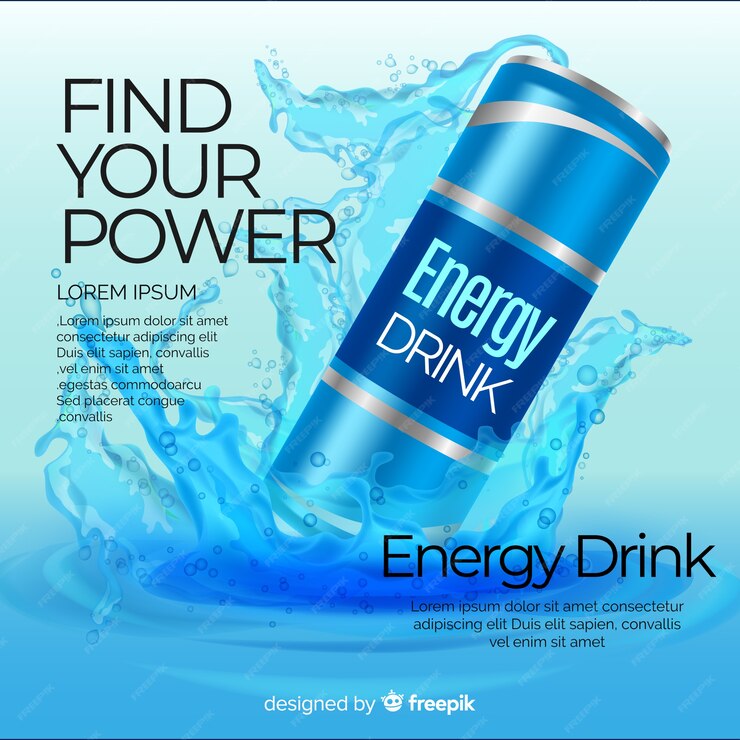 FIND
YOUR
POWER
LOREM IPSUM
.Lorem ipsum dolor sit amet
consectetur adipiscing elit
Duis elit sapien, convallis
,vel enim amet
.egestas commodoarcu
Sed placerat congue
.convallis
Energy
DRINK
Energy Drink
Lorem ipsum dolor sit amet consectetur
adipiscing elit Duis elit sapien, convallis
vel enim sit amet
designed by freepik